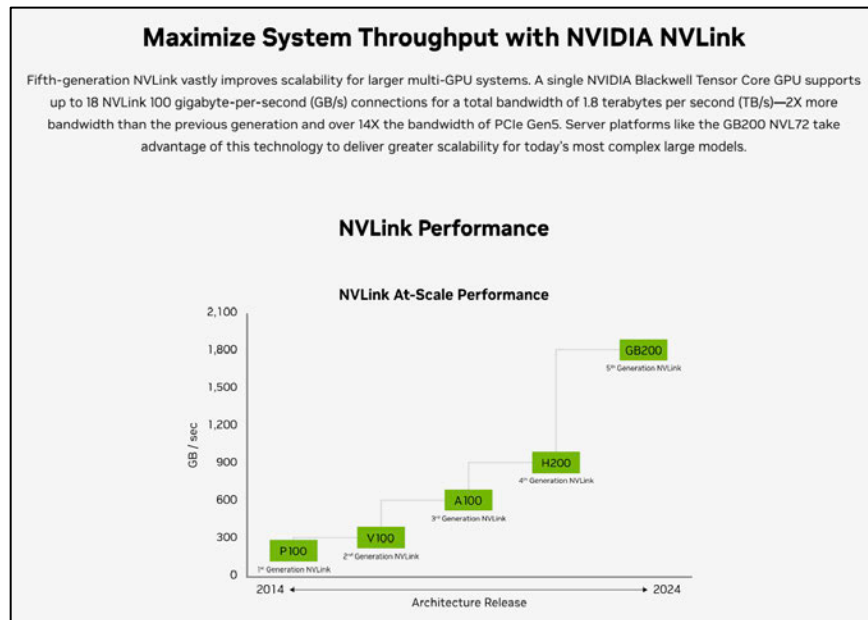 Maximize System Throughput with NVIDIA NVLink
Fifth-generation NVLink vastly improves scalability for larger multi-GPU systems. A single NVIDIA Blackwell Tensor Core GPU supports
up to 18 NVLink 100 gigabyte-per-second (GB/s) connections for a total bandwidth of 1.8 terabytes per second (TB/s)—2X more
bandwidth than the previous generation and over 14X the bandwidth of PCIe Gen5. Server platforms like the GB200 NVL72 take
advantage of this technology to deliver greater scalability for today's most complex large models.
NVLink Performance
NVLink At-Scale Performance
2,100
1,800
1,500
1,200
900
600
300
0
GB / sec
GB200
5th Generation NVLink
H200
4th Generation NVLink
A100
3rd Generation NVLink
V100
2nd Generation NVLink
P100
1st Generation NVLink
2014
2024
Architecture Release